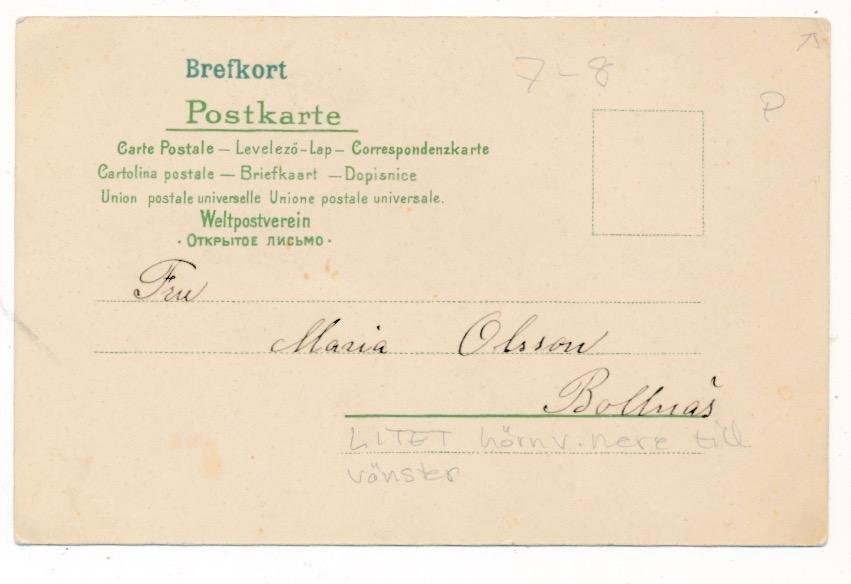 Brefkort
7-8
P
Postkarte
Carte Postale — Levelező-Lap — Correspondenzkarte
Cartolina postale — Briefkaart — Dopisnice
Union postale universelle Unione postale universale.
Weltpostverein
· Открытое письмо ·
Fru
Maria Olsson
Bollnäs
LITET hörnv. nere till
vänster